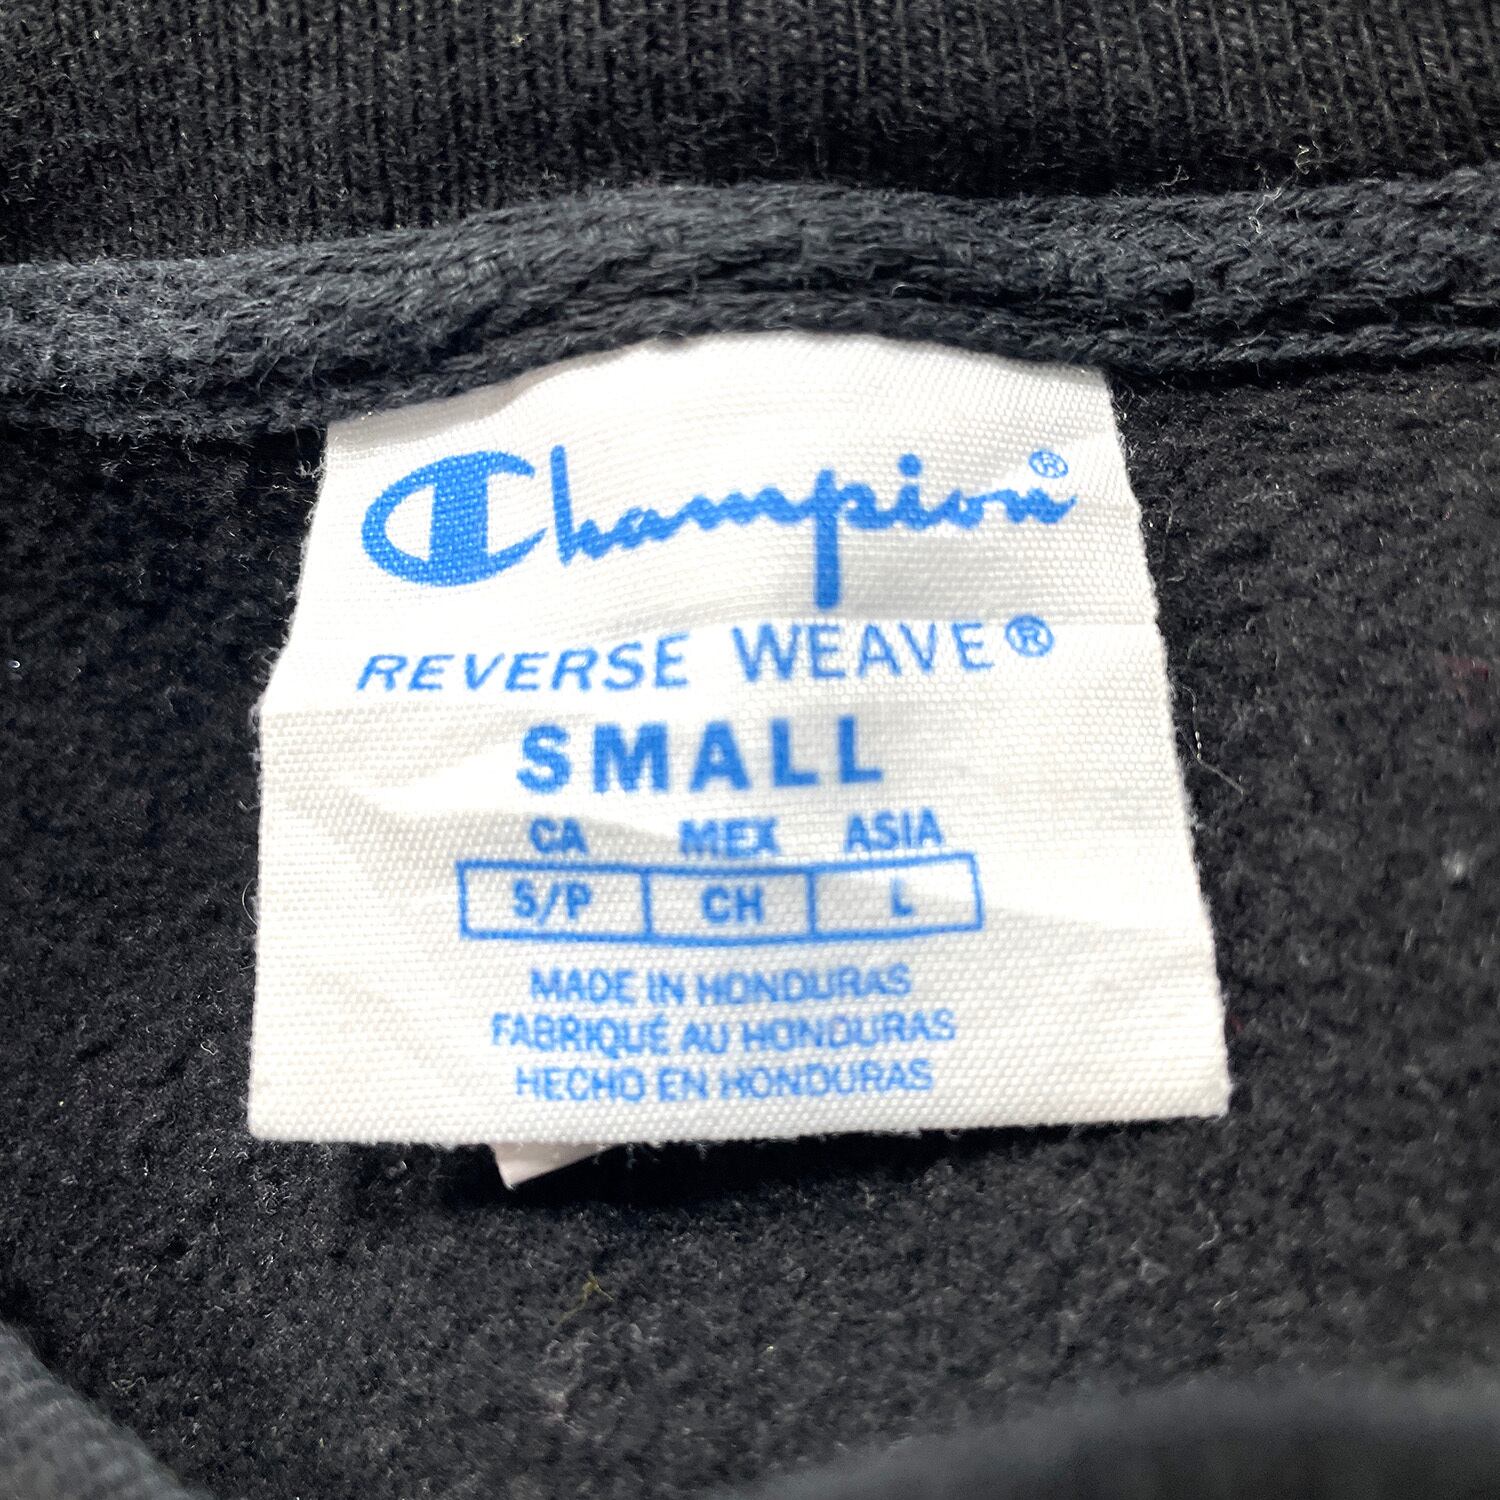 Champion®
REVERSE WEAVE®
SMALL
CA MEX ASIA
S/P CH L
MADE IN HONDURAS
FABRIQUÉ AU HONDURAS
HECHO EN HONDURAS